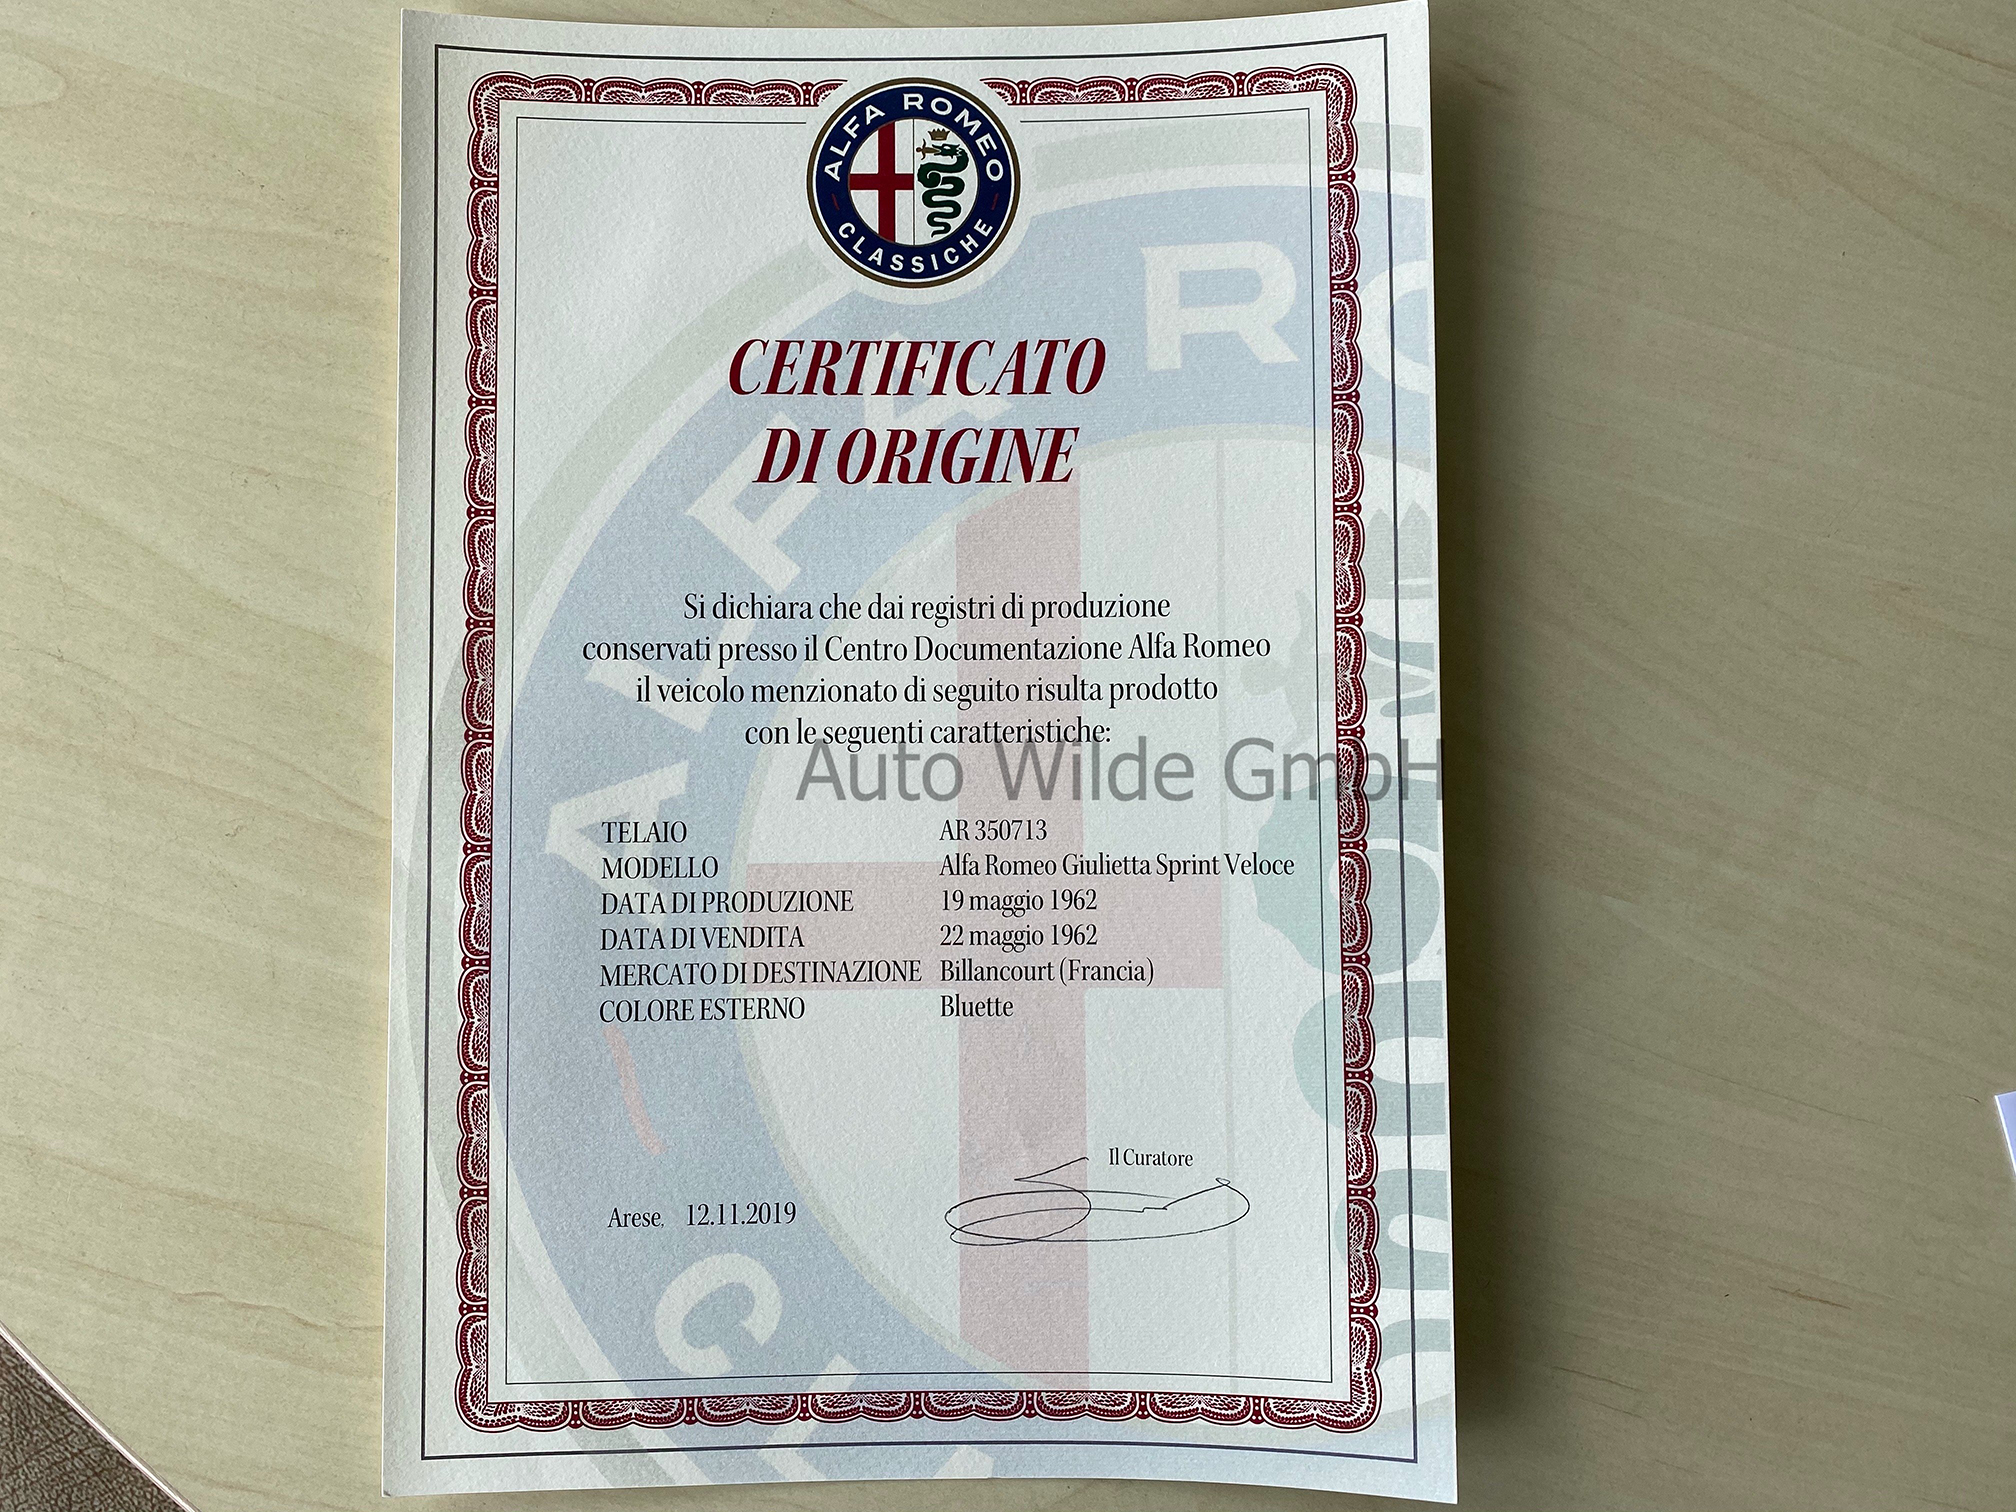 ALFA ROMEO
CLASSICHE
CERTIFICATO
DI ORIGINE
Si dichiara che dai registri di produzione
conservati presso il Centro Documentazione Alfa Romeo
il veicolo menzionato di seguito risulta prodotto
con le seguenti caratteristiche:
Auto Wilde GmbH
TELAIO AR 350713
MODELLO Alfa Romeo Giulietta Sprint Veloce
DATA DI PRODUZIONE 19 maggio 1962
DATA DI VENDITA 22 maggio 1962
MERCATO DI DESTINAZIONE Billancourt (Francia)
COLORE ESTERNO Bluette
Il Curatore
Arese, 12.11.2019